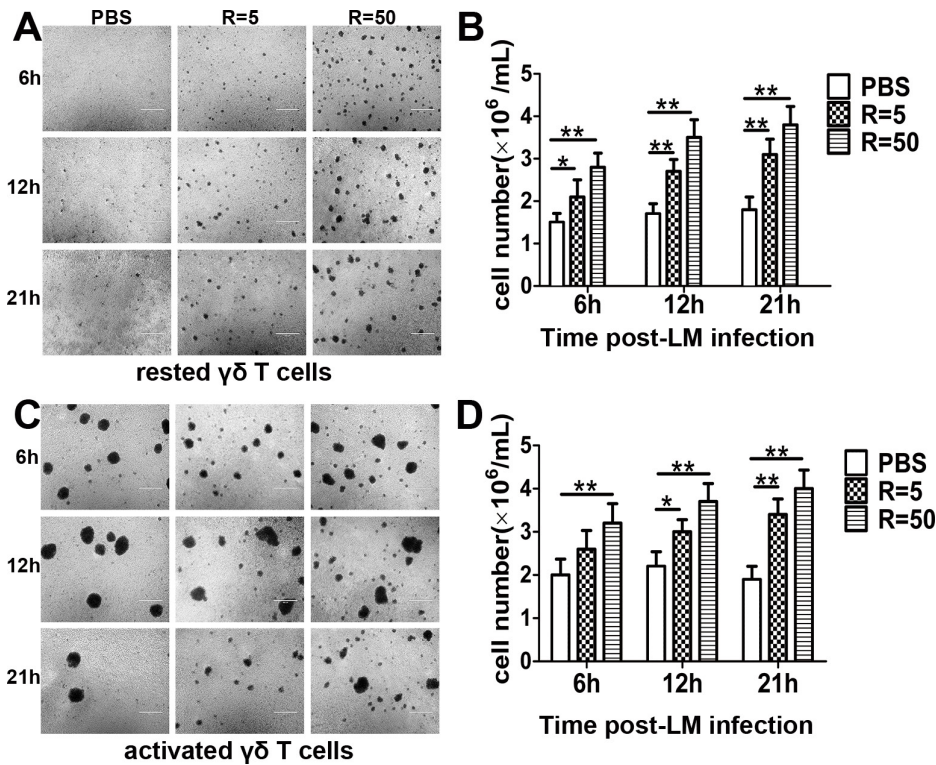 A
PBS R=5 R=50
6h
12h
21h
rested γδ T cells
B
cell number(×10⁶/mL)
5
4
3
2
1
0
** ** **
* ** **
PBS
R=5
R=50
6h 12h 21h
Time post-LM infection
C
6h
12h
21h
activated γδ T cells
D
cell number(×10⁶/mL)
5
4
3
2
1
0
** ** **
* **
PBS
R=5
R=50
6h 12h 21h
Time post-LM infection